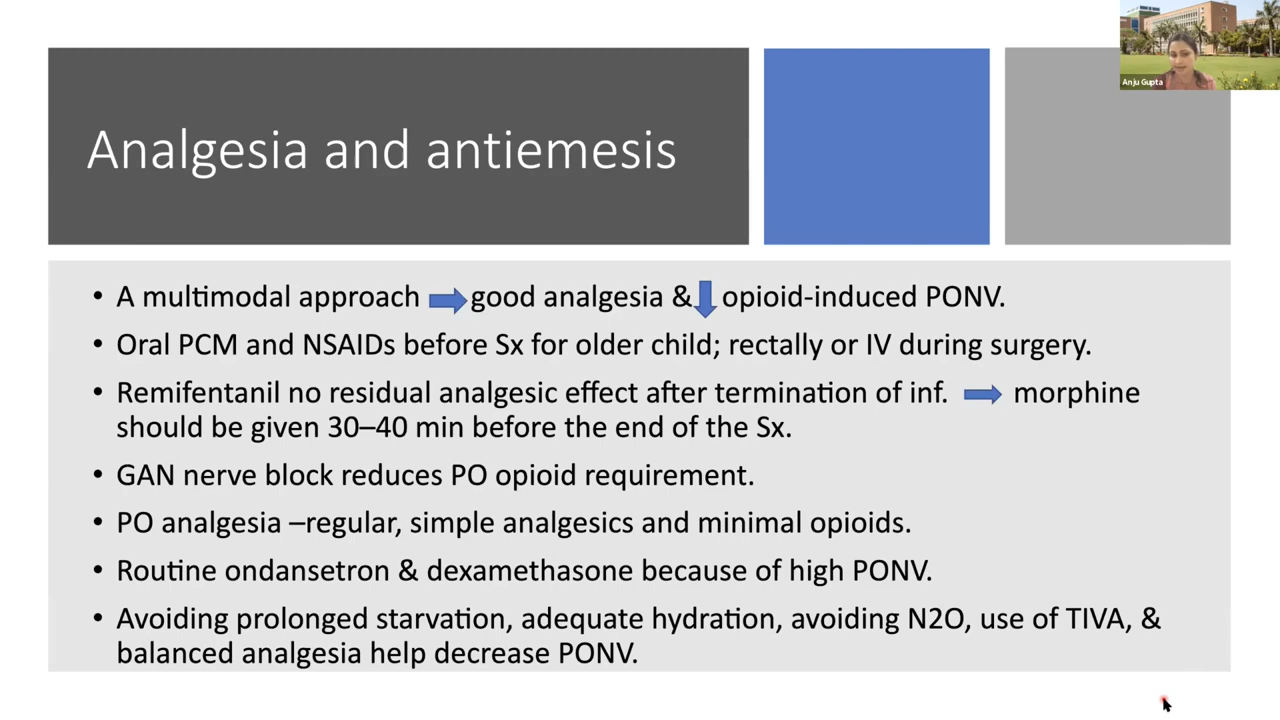 Anju Gupta
Analgesia and antiemesis
• A multimodal approach good analgesia & opioid-induced PONV.
• Oral PCM and NSAIDs before Sx for older child; rectally or IV during surgery.
• Remifentanil no residual analgesic effect after termination of inf. morphine
should be given 30–40 min before the end of the Sx.
• GAN nerve block reduces PO opioid requirement.
• PO analgesia –regular, simple analgesics and minimal opioids.
• Routine ondansetron & dexamethasone because of high PONV.
• Avoiding prolonged starvation, adequate hydration, avoiding N2O, use of TIVA, &
balanced analgesia help decrease PONV.